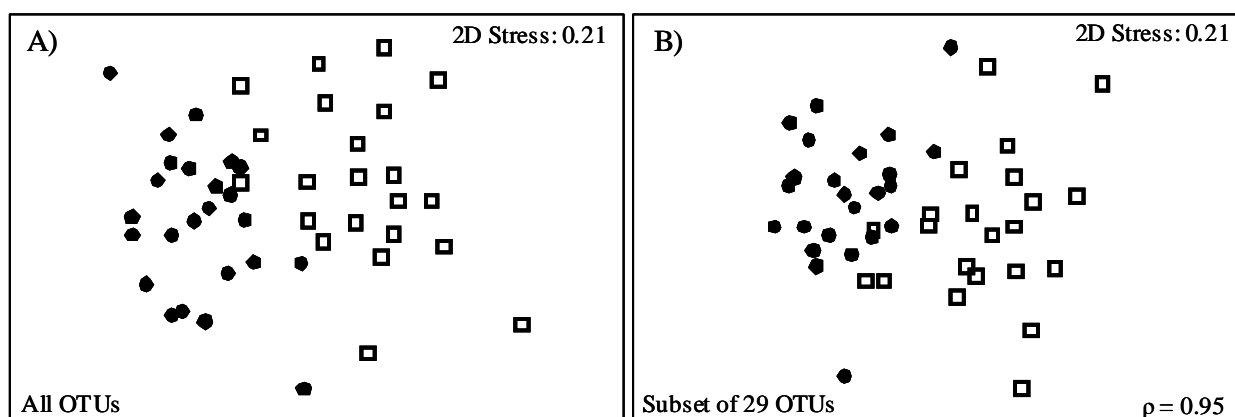 A)
2D Stress: 0.21
All OTUs
B)
2D Stress: 0.21
Subset of 29 OTUs
ρ = 0.95